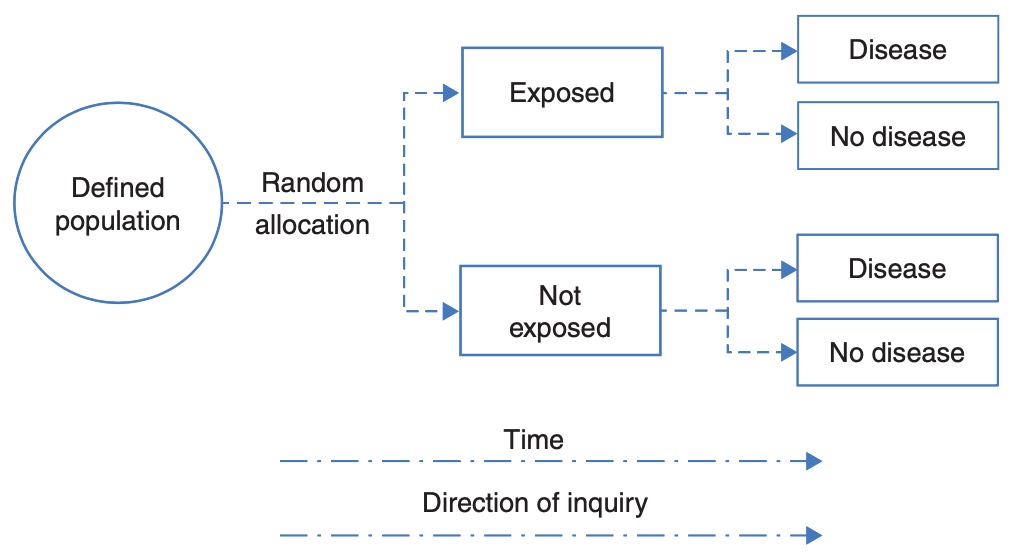 Defined
population
Random
allocation
Exposed
Not
exposed
Disease
No disease
Disease
No disease
Time
Direction of inquiry